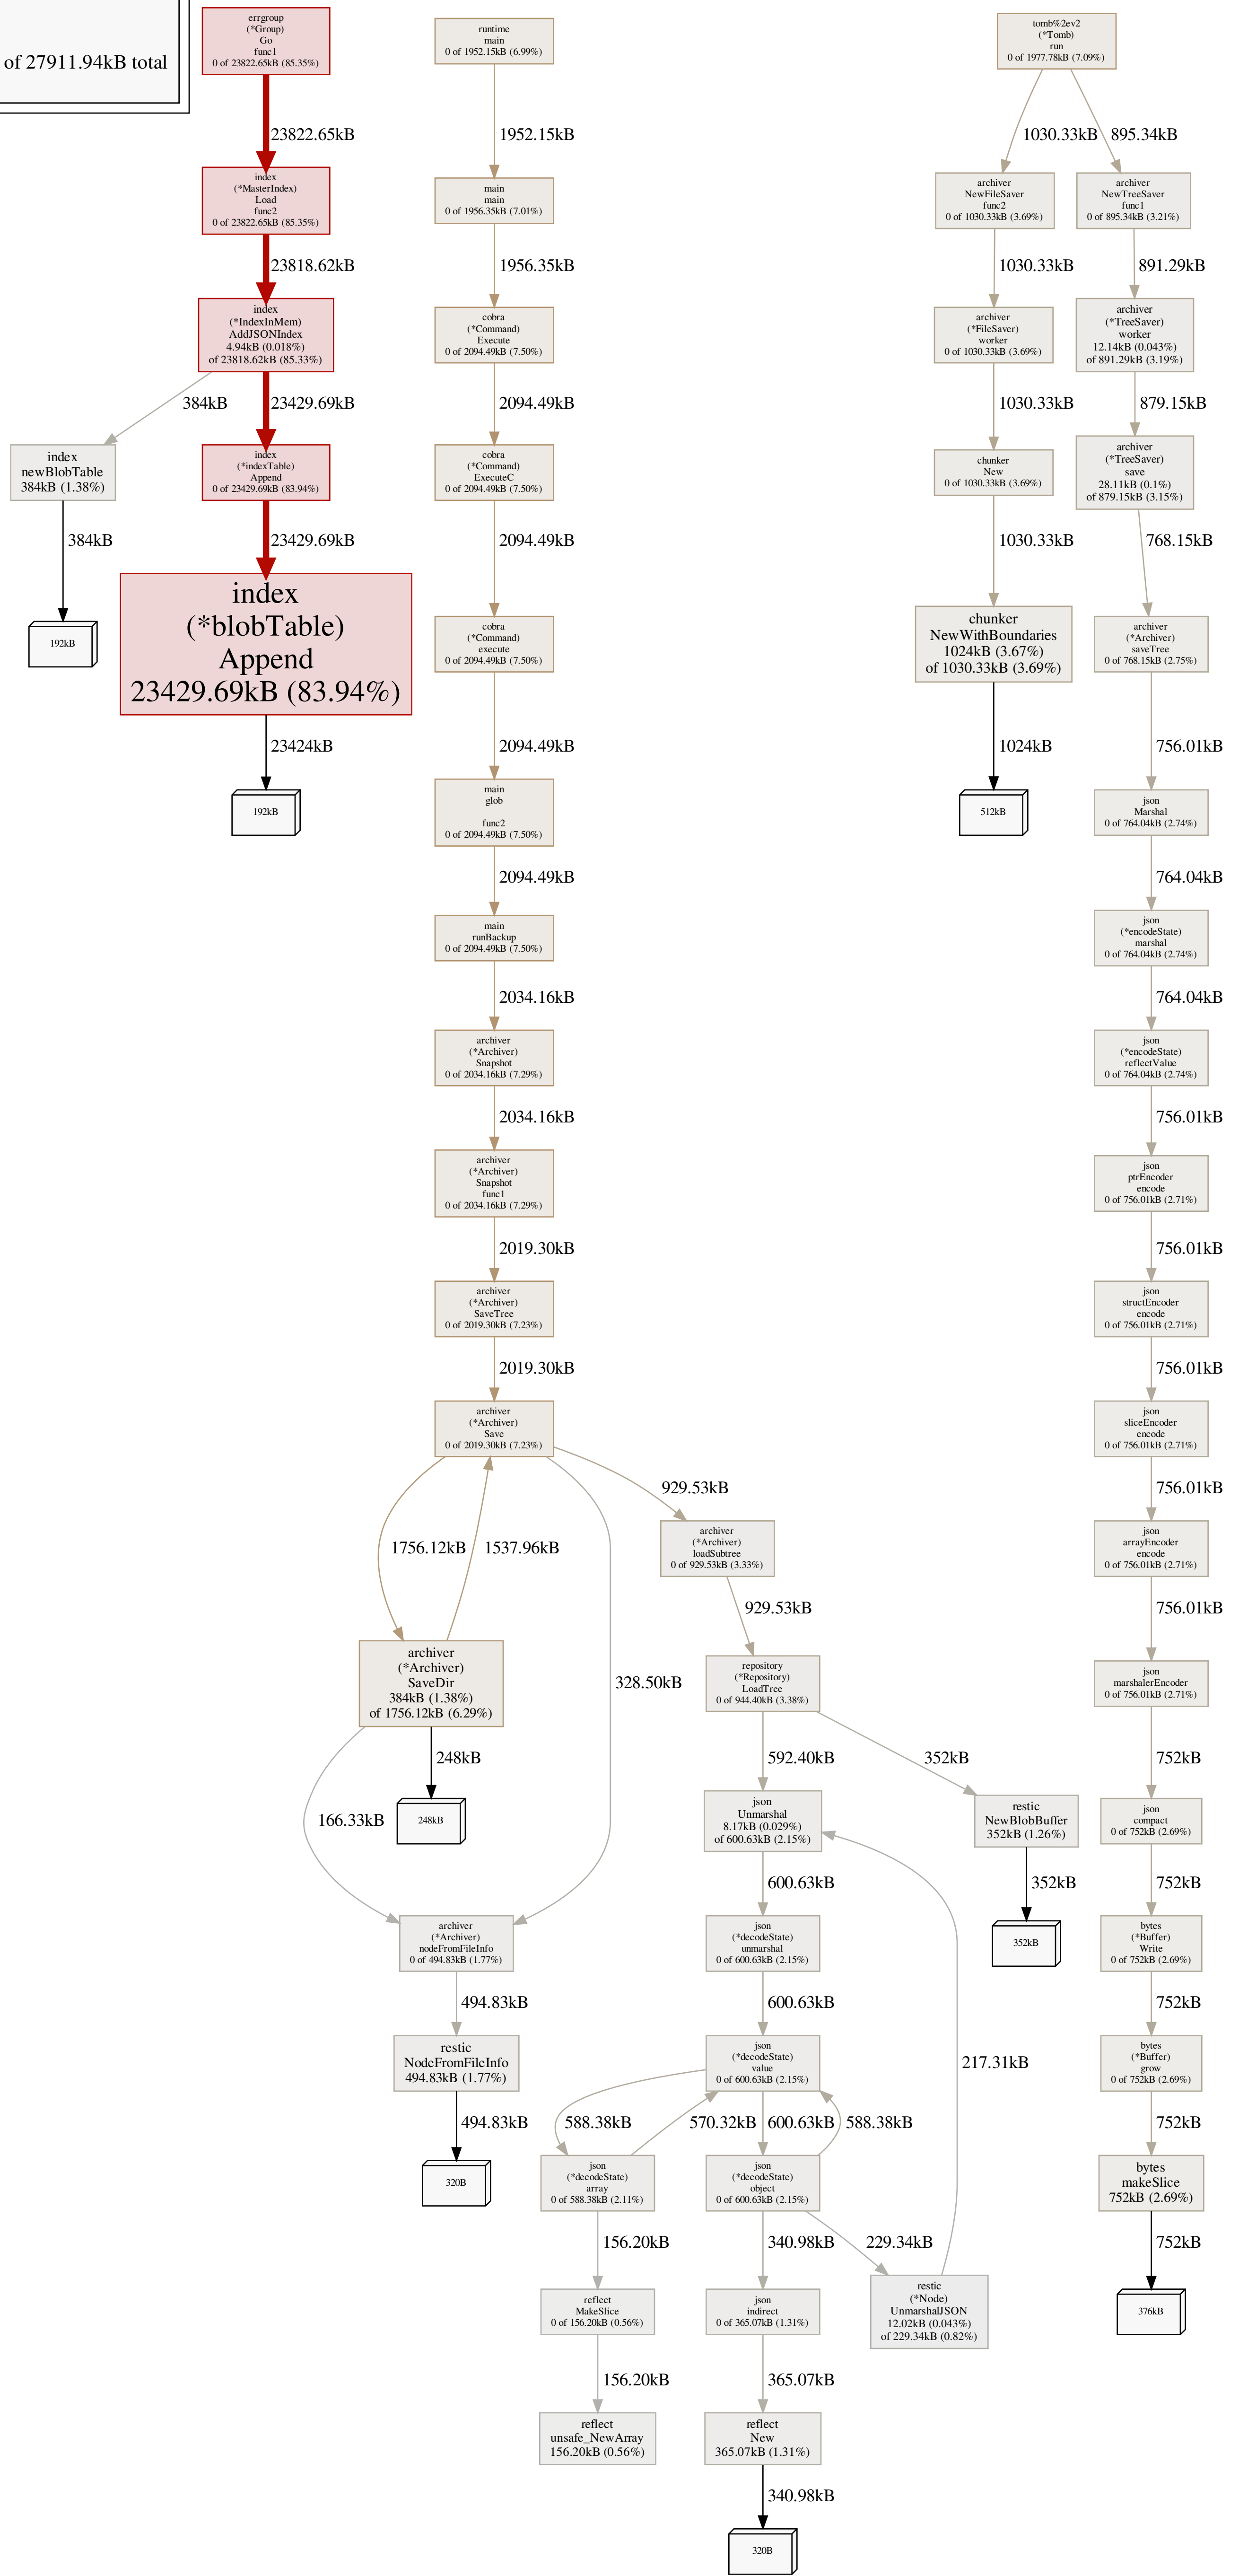 of 27911.94kB total
errgroup
(*Group)
Go
func1
0 of 23822.65kB (85.35%)
23822.65kB
index
(*MasterIndex)
Load
func2
0 of 23822.65kB (85.35%)
23818.62kB
index
(*IndexInMem)
AddJSONIndex
4.94kB (0.018%)
of 23818.62kB (85.33%)
384kB
23429.69kB
index
newBlobTable
384kB (1.38%)
384kB
192kB
index
(*indexTable)
Append
0 of 23429.69kB (83.94%)
23429.69kB
index
(*blobTable)
Append
23429.69kB (83.94%)
23424kB
192kB
runtime
main
0 of 1952.15kB (6.99%)
1952.15kB
main
main
0 of 1956.35kB (7.01%)
1956.35kB
cobra
(*Command)
Execute
0 of 2094.49kB (7.50%)
2094.49kB
cobra
(*Command)
ExecuteC
0 of 2094.49kB (7.50%)
2094.49kB
cobra
(*Command)
execute
0 of 2094.49kB (7.50%)
2094.49kB
main
glob
func2
0 of 2094.49kB (7.50%)
2094.49kB
main
runBackup
0 of 2094.49kB (7.50%)
2034.16kB
archiver
(*Archiver)
Snapshot
0 of 2034.16kB (7.29%)
2034.16kB
archiver
(*Archiver)
Snapshot
func1
0 of 2034.16kB (7.29%)
2019.30kB
archiver
(*Archiver)
SaveTree
0 of 2019.30kB (7.23%)
2019.30kB
archiver
(*Archiver)
Save
0 of 2019.30kB (7.23%)
1756.12kB
1537.96kB
328.50kB
929.53kB
archiver
(*Archiver)
SaveDir
384kB (1.38%)
of 1756.12kB (6.29%)
166.33kB
248kB
248kB
archiver
(*Archiver)
nodeFromFileInfo
0 of 494.83kB (1.77%)
494.83kB
restic
NodeFromFileInfo
494.83kB (1.77%)
494.83kB
320B
archiver
(*Archiver)
loadSubtree
0 of 929.53kB (3.33%)
929.53kB
repository
(*Repository)
LoadTree
0 of 944.40kB (3.38%)
592.40kB
352kB
json
Unmarshal
8.17kB (0.029%)
of 600.63kB (2.15%)
600.63kB
restic
NewBlobBuffer
352kB (1.26%)
352kB
352kB
json
(*decodeState)
unmarshal
0 of 600.63kB (2.15%)
600.63kB
json
(*decodeState)
value
0 of 600.63kB (2.15%)
217.31kB
588.38kB
570.32kB
600.63kB
588.38kB
json
(*decodeState)
array
0 of 588.38kB (2.11%)
json
(*decodeState)
object
0 of 600.63kB (2.15%)
156.20kB
340.98kB
229.34kB
reflect
MakeSlice
0 of 156.20kB (0.56%)
156.20kB
json
indirect
0 of 365.07kB (1.31%)
365.07kB
restic
(*Node)
UnmarshalJSON
12.02kB (0.043%)
of 229.34kB (0.82%)
reflect
unsafe_NewArray
156.20kB (0.56%)
reflect
New
365.07kB (1.31%)
340.98kB
320B
tomb%2ev2
(*Tomb)
run
0 of 1977.78kB (7.09%)
1030.33kB
895.34kB
archiver
NewFileSaver
func2
0 of 1030.33kB (3.69%)
1030.33kB
archiver
(*FileSaver)
worker
0 of 1030.33kB (3.69%)
1030.33kB
chunker
New
0 of 1030.33kB (3.69%)
1030.33kB
chunker
NewWithBoundaries
1024kB (3.67%)
of 1030.33kB (3.69%)
1024kB
512kB
archiver
NewTreeSaver
func1
0 of 895.34kB (3.21%)
891.29kB
archiver
(*TreeSaver)
worker
12.14kB (0.043%)
of 891.29kB (3.19%)
879.15kB
archiver
(*TreeSaver)
save
28.11kB (0.1%)
of 879.15kB (3.15%)
768.15kB
archiver
(*Archiver)
saveTree
0 of 768.15kB (2.75%)
756.01kB
json
Marshal
0 of 764.04kB (2.74%)
764.04kB
json
(*encodeState)
marshal
0 of 764.04kB (2.74%)
764.04kB
json
(*encodeState)
reflectValue
0 of 764.04kB (2.74%)
756.01kB
json
ptrEncoder
encode
0 of 756.01kB (2.71%)
756.01kB
json
structEncoder
encode
0 of 756.01kB (2.71%)
756.01kB
json
sliceEncoder
encode
0 of 756.01kB (2.71%)
756.01kB
json
arrayEncoder
encode
0 of 756.01kB (2.71%)
756.01kB
json
marshalerEncoder
0 of 756.01kB (2.71%)
752kB
json
compact
0 of 752kB (2.69%)
752kB
bytes
(*Buffer)
Write
0 of 752kB (2.69%)
752kB
bytes
(*Buffer)
grow
0 of 752kB (2.69%)
752kB
bytes
makeSlice
752kB (2.69%)
752kB
376kB